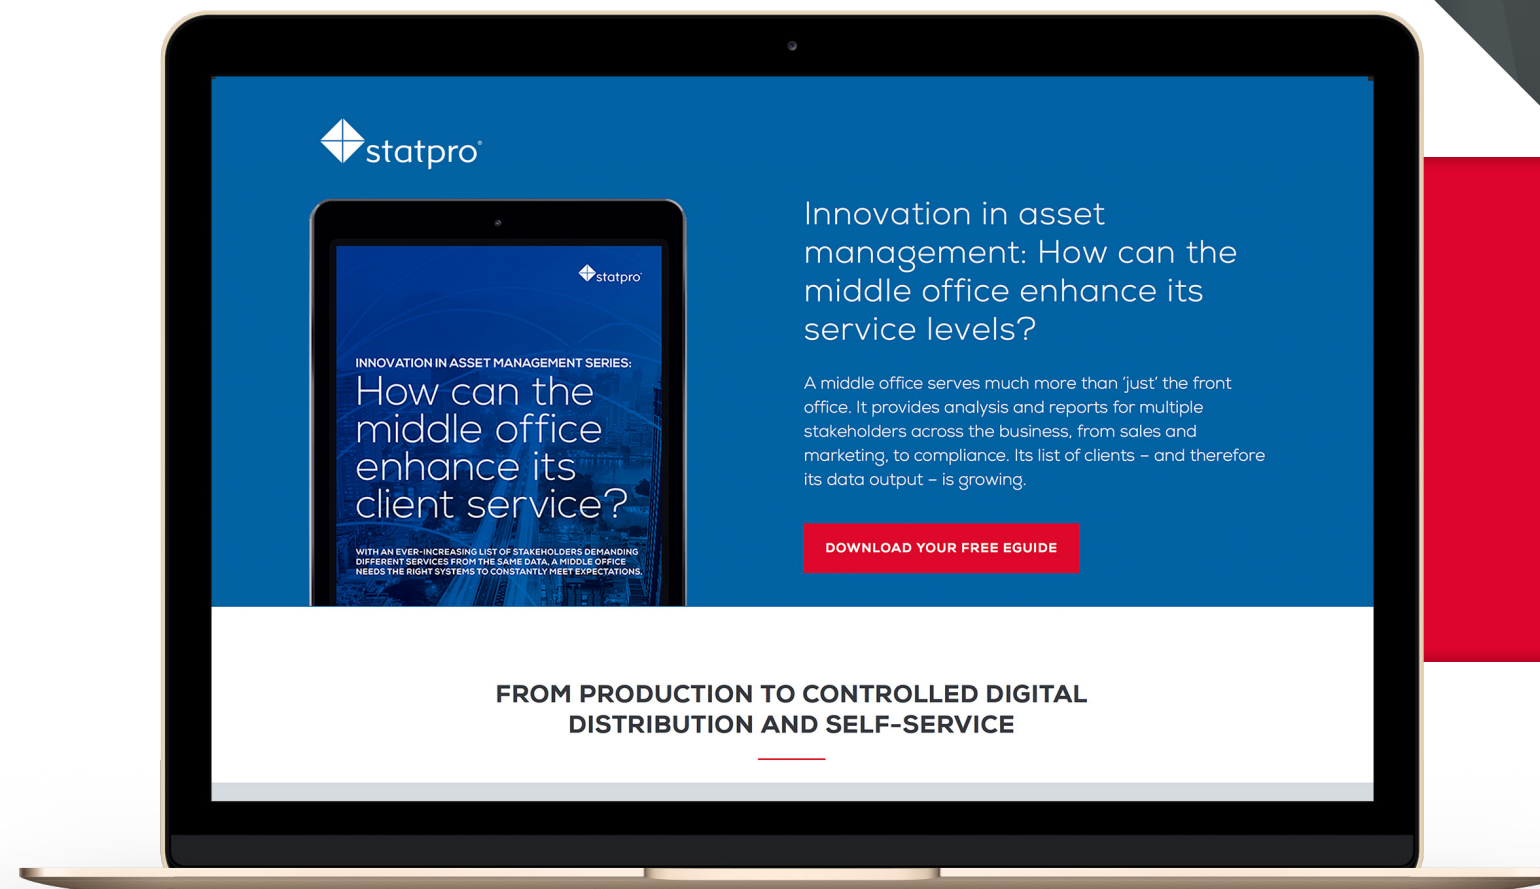 statpro®
statpro®
INNOVATION IN ASSET MANAGEMENT SERIES:
How can the
middle office
enhance its
client service?
WITH AN EVER-INCREASING LIST OF STAKEHOLDERS DEMANDING
DIFFERENT SERVICES FROM THE SAME DATA, A MIDDLE OFFICE
NEEDS THE RIGHT SYSTEMS TO CONSTANTLY MEET EXPECTATIONS.
Innovation in asset
management: How can the
middle office enhance its
service levels?
A middle office serves much more than ‘just’ the front
office. It provides analysis and reports for multiple
stakeholders across the business, from sales and
marketing, to compliance. Its list of clients – and therefore
its data output – is growing.
DOWNLOAD YOUR FREE EGUIDE
FROM PRODUCTION TO CONTROLLED DIGITAL
DISTRIBUTION AND SELF-SERVICE